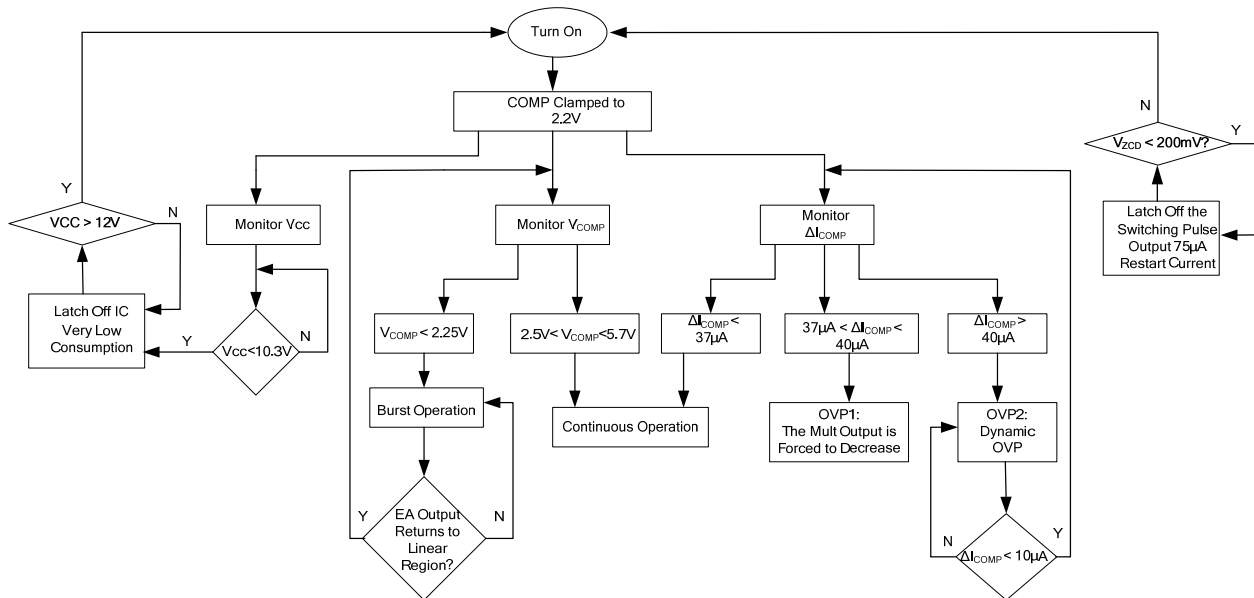 Turn On
COMP Clamped to
2.2V
Y
VCC > 12V
N
Latch Off IC
Very Low
Consumption
Monitor Vcc
Vcc<10.3V
Y
N
Monitor VCOMP
VCOMP < 2.25V
2.5V< VCOMP<5.7V
Burst Operation
Continuous Operation
EA Output
Returns to
Linear
Region?
Y
N
Monitor
ΔICOMP
ΔICOMP <
37µA
37µA < ΔICOMP <
40µA
ΔICOMP>
40µA
OVP1:
The Mult Output is
Forced to Decrease
OVP2:
Dynamic
OVP
ΔICOMP < 10µA
N
Y
N
VZCD < 200mV?
Y
Latch Off the
Switching Pulse
Output 75µA
Restart Current